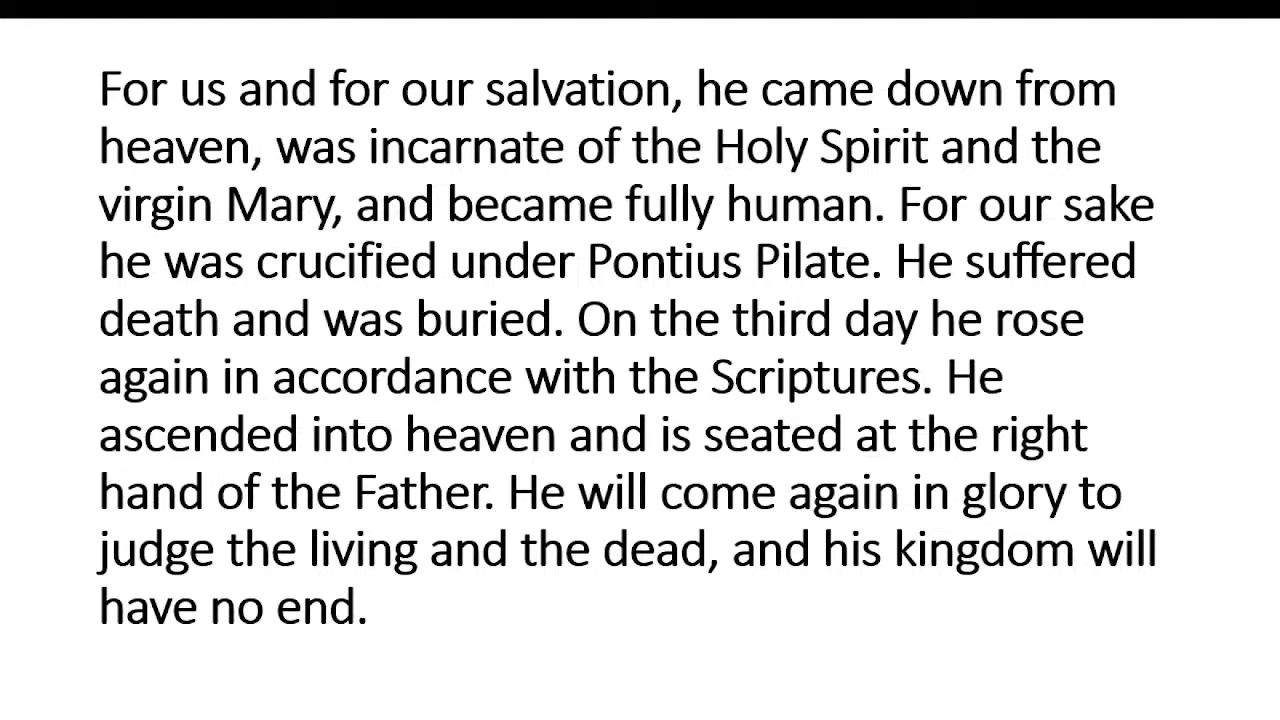 For us and for our salvation, he came down from
heaven, was incarnate of the Holy Spirit and the
virgin Mary, and became fully human. For our sake
he was crucified under Pontius Pilate. He suffered
death and was buried. On the third day he rose
again in accordance with the Scriptures. He
ascended into heaven and is seated at the right
hand of the Father. He will come again in glory to
judge the living and the dead, and his kingdom will
have no end.